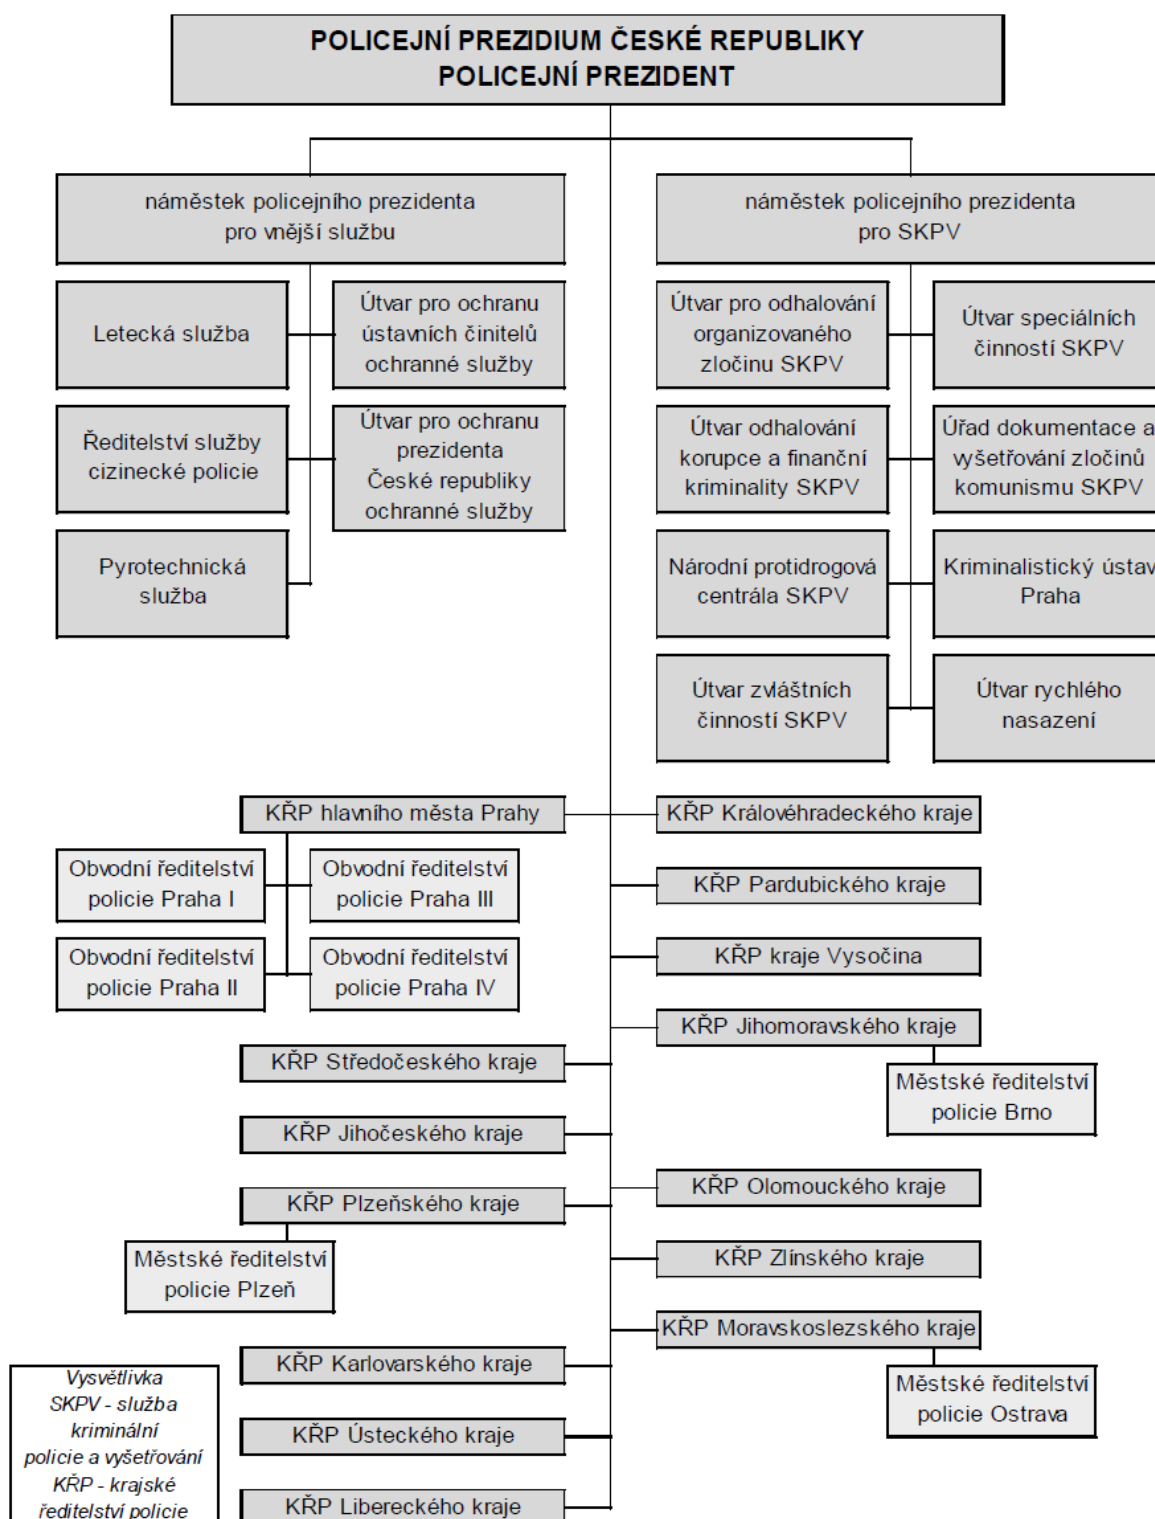 POLICEJNÍ PREZIDIUM ČESKÉ REPUBLIKY
POLICEJNÍ PREZIDENT
náměstek policejního prezidenta
pro vnější službu
náměstek policejního prezidenta
pro SKPV
Letecká služba
Útvar pro ochranu
ústavních činitelů
ochranné služby
Ředitelství služby
cizinecké policie
Útvar pro ochranu
prezidenta
České republiky
ochranné služby
Pyrotechnická
služba
Útvar pro odhalování
organizovaného
zločinu SKPV
Útvar speciálních
činností SKPV
Útvar odhalování
korupce a finanční
kriminality SKPV
Úřad dokumentace a
vyšetřování zločinů
komunismu SKPV
Národní protidrogová
centrála SKPV
Kriminalistický ústav
Praha
Útvar zvláštních
činností SKPV
Útvar rychlého
nasazení
KŘP hlavního města Prahy
Obvodní ředitelství
policie Praha I
Obvodní ředitelství
policie Praha III
Obvodní ředitelství
policie Praha II
Obvodní ředitelství
policie Praha IV
KŘP Středočeského kraje
KŘP Jihočeského kraje
KŘP Plzeňského kraje
Městské ředitelství
policie Plzeň
KŘP Karlovarského kraje
KŘP Ústeckého kraje
KŘP Libereckého kraje
KŘP Královéhradeckého kraje
KŘP Pardubického kraje
KŘP kraje Vysočina
KŘP Jihomoravského kraje
Městské ředitelství
policie Brno
KŘP Olomouckého kraje
KŘP Zlínského kraje
KŘP Moravskoslezského kraje
Městské ředitelství
policie Ostrava
Vysvětlivka
SKPV - služba
kriminální
policie a vyšetřování
KŘP - krajské
ředitelství policie